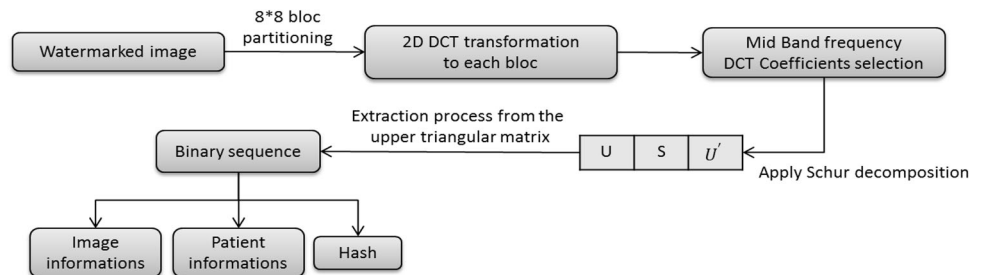 8*8 bloc
partitioning
Watermarked image
2D DCT transformation
to each bloc
Mid Band frequency
DCT Coefficients selection
Extraction process from the
upper triangular matrix
Binary sequence
U
S
U'
Apply Schur decomposition
Image
informations
Patient
informations
Hash